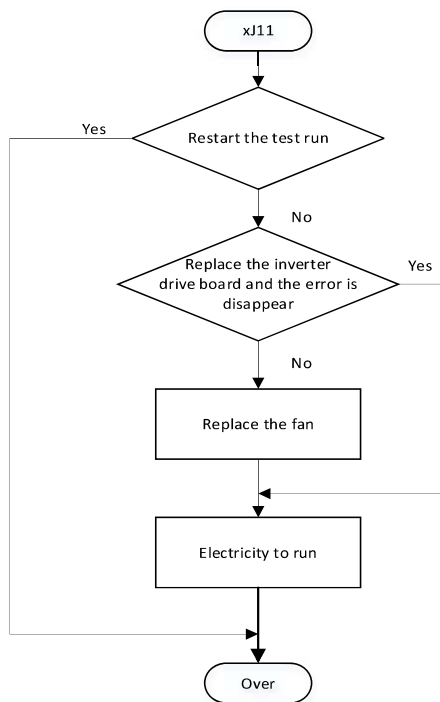 xJ11
Yes
Restart the test run
No
Replace the inverter
drive board and the error is
disappear
Yes
No
Replace the fan
Electricity to run
Over